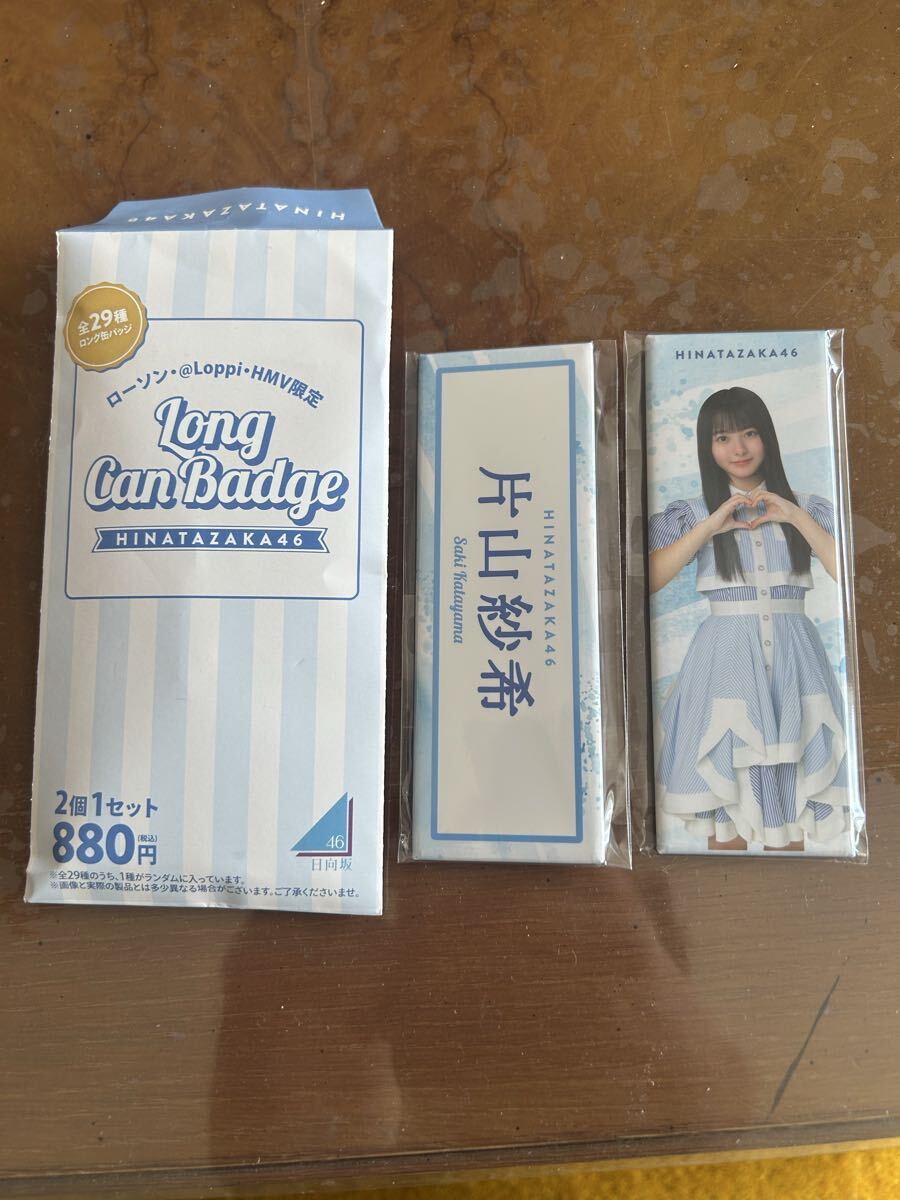 HINATAZAKA46
全29種
ロング缶バッジ
ローソン・@Loppi・HMV限定
Long
Can Badge
HINATAZAKA46
2個1セット
880円(税込)
46
日向坂
※全29種のうち、1種がランダムに入っています。
※画像と実際の製品とは多少異なる場合がございます。ご了承くださいませ。
HINATAZAKA46
片山紗希
Saki Katayama
HINATAZAKA46